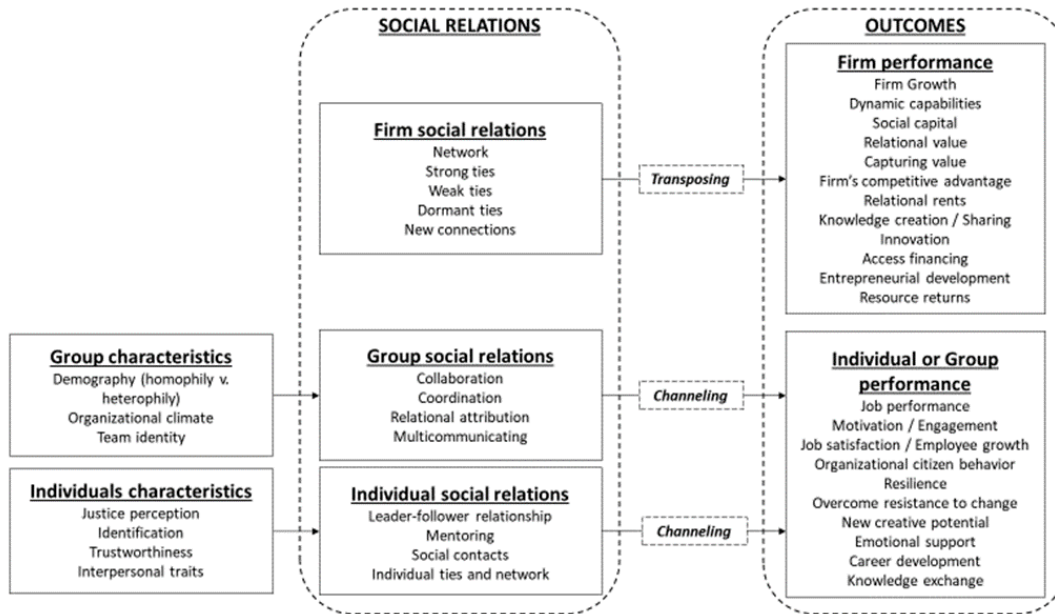 SOCIAL RELATIONS
OUTCOMES
Firm social relations
Network
Strong ties
Weak ties
Dormant ties
New connections
Transposing
Firm performance
Firm Growth
Dynamic capabilities
Social capital
Relational value
Capturing value
Firm's competitive advantage
Relational rents
Knowledge creation / Sharing
Innovation
Access financing
Entrepreneurial development
Resource returns
Group characteristics
Demography (homophily v.
heterophily)
Organizational climate
Team identity
Group social relations
Collaboration
Coordination
Relational attribution
Multicommunicating
Channeling
Individuals characteristics
Justice perception
Identification
Trustworthiness
Interpersonal traits
Individual social relations
Leader-follower relationship
Mentoring
Social contacts
Individual ties and network
Channeling
Individual or Group
performance
Job performance
Motivation / Engagement
Job satisfaction / Employee growth
Organizational citizen behavior
Resilience
Overcome resistance to change
New creative potential
Emotional support
Career development
Knowledge exchange